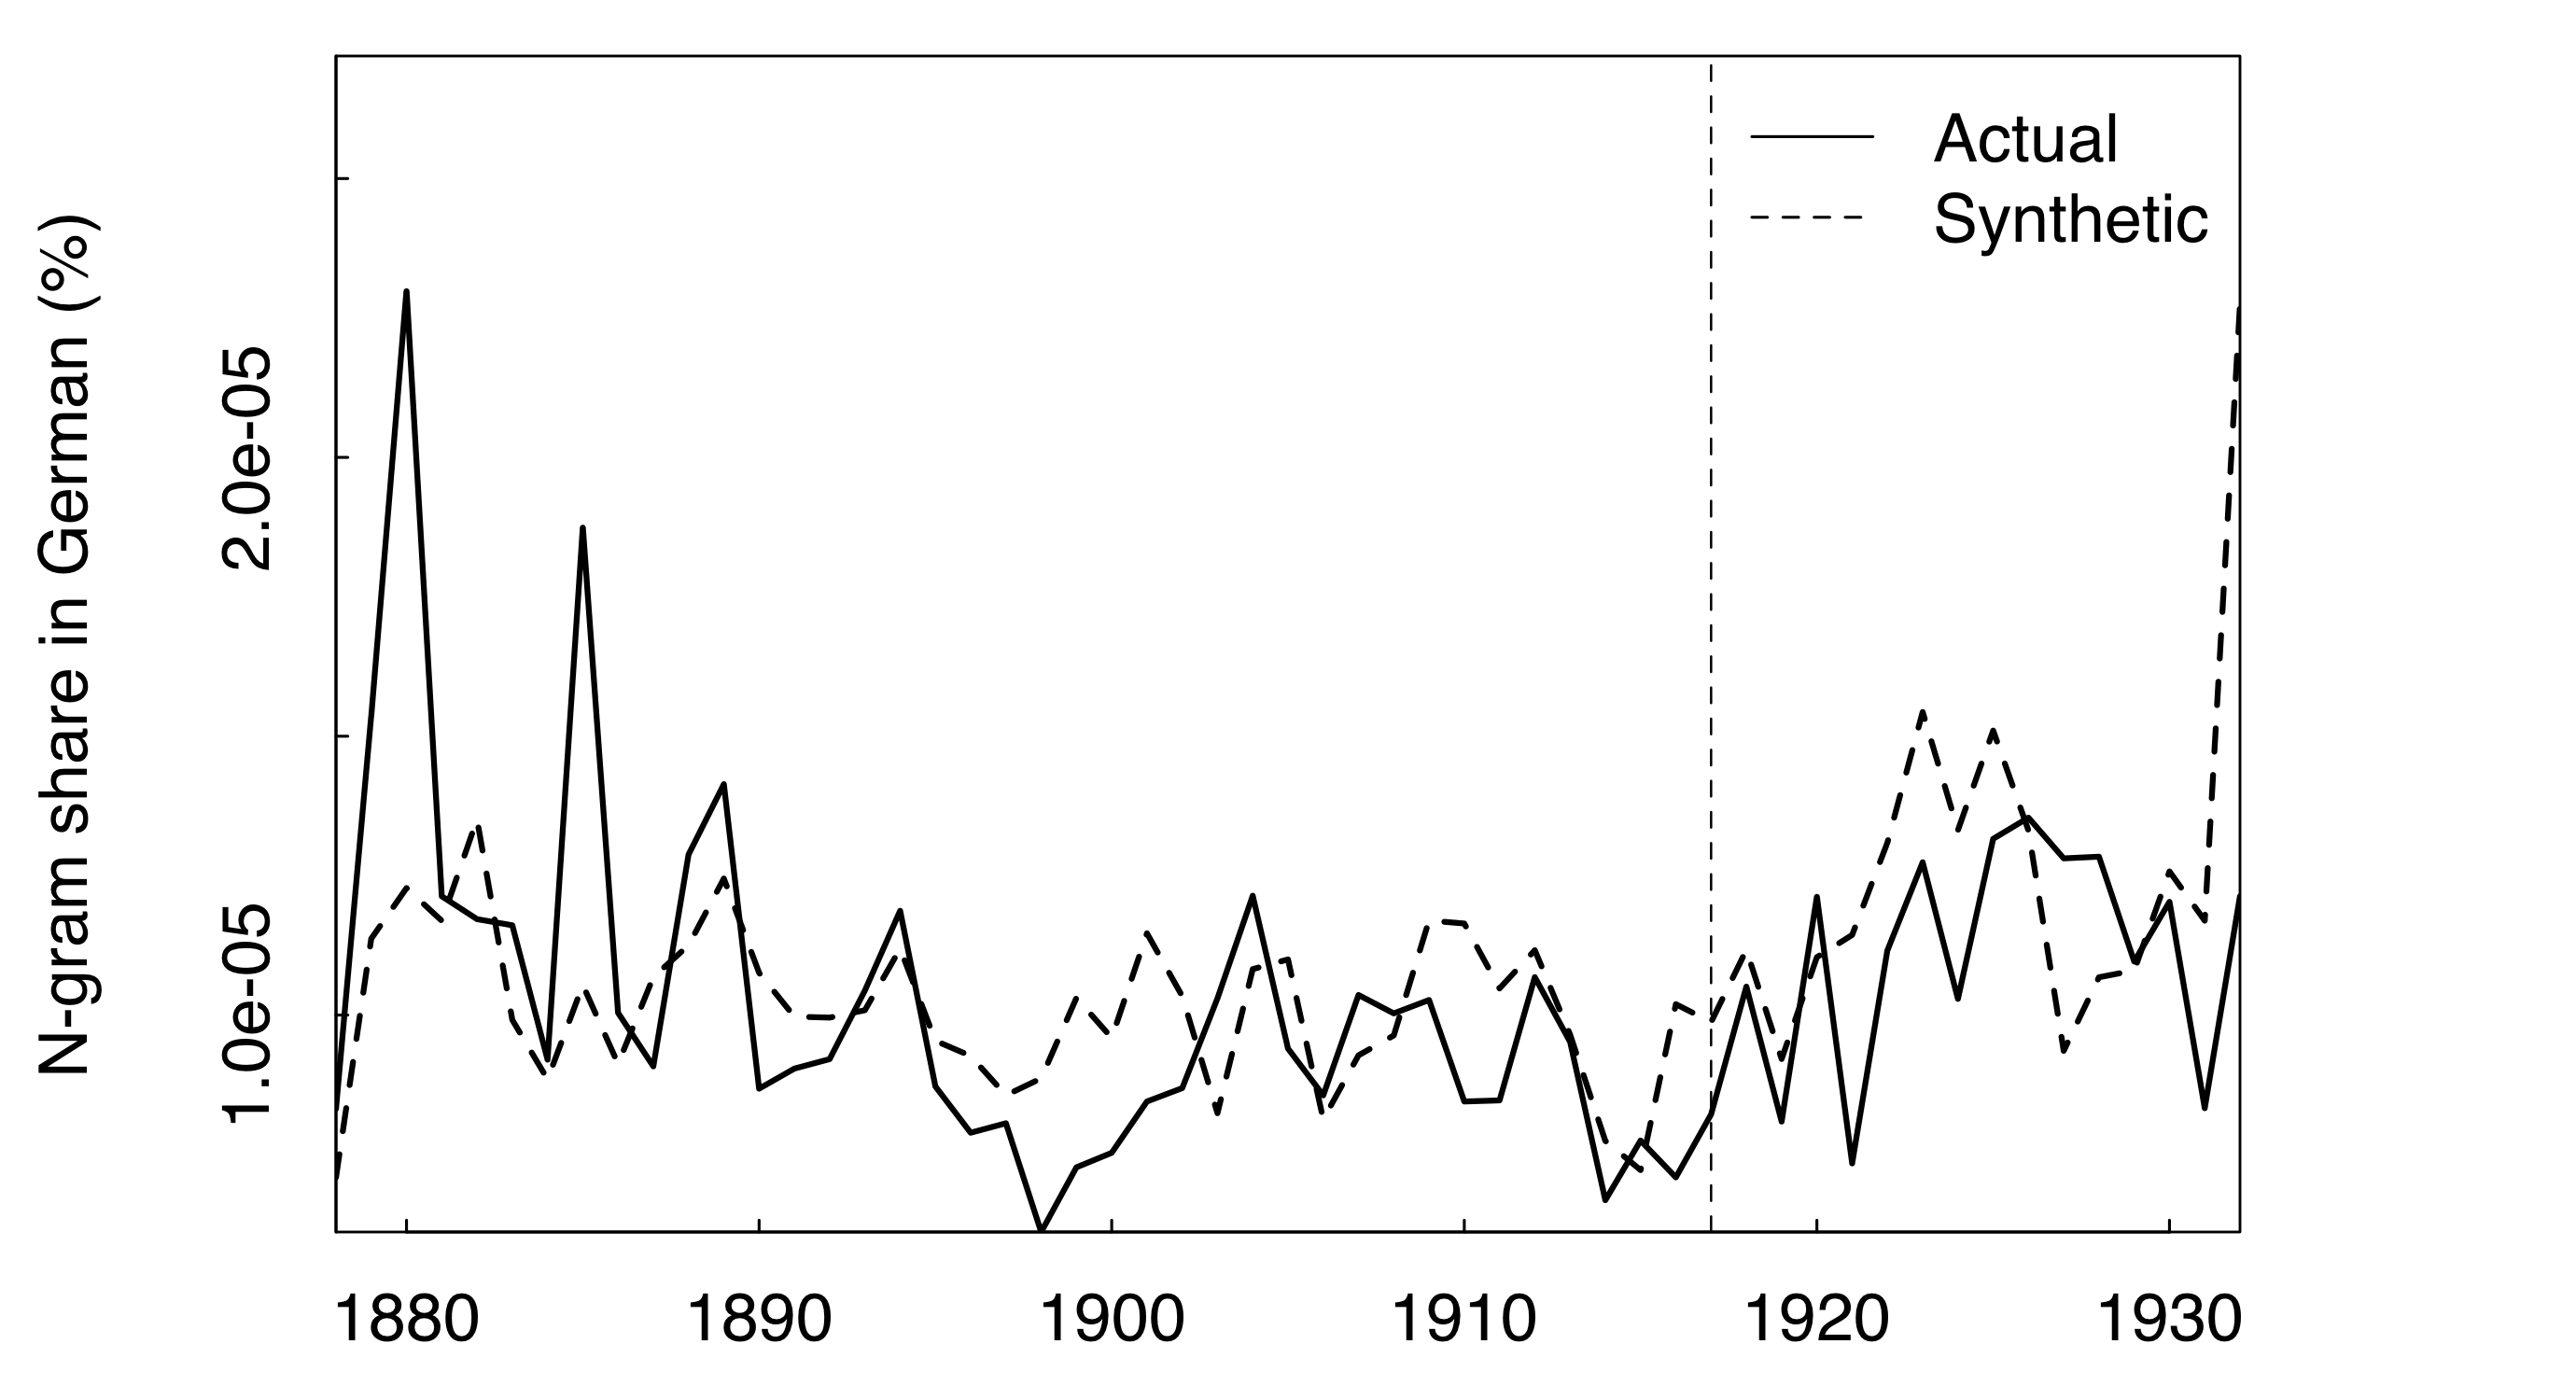 N-gram share in German (%)
2.0e-05
1.0e-05
Actual
Synthetic
1880 1890 1900 1910 1920 1930